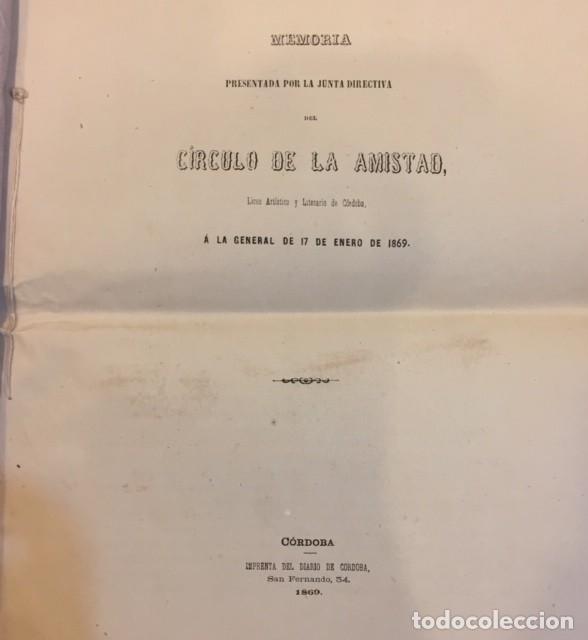 MEMORIA
PRESENTADA POR LA JUNTA DIRECTIVA
DEL
CÍRCULO DE LA AMISTAD,
Liceo Artístico y Literario de Córdoba,
Á LA GENERAL DE 17 DE ENERO DE 1869.
CÓRDOBA
IMPRENTA DEL DIARIO DE CORDOBA,
San Fernando, 34.
1869.
todocoleccion